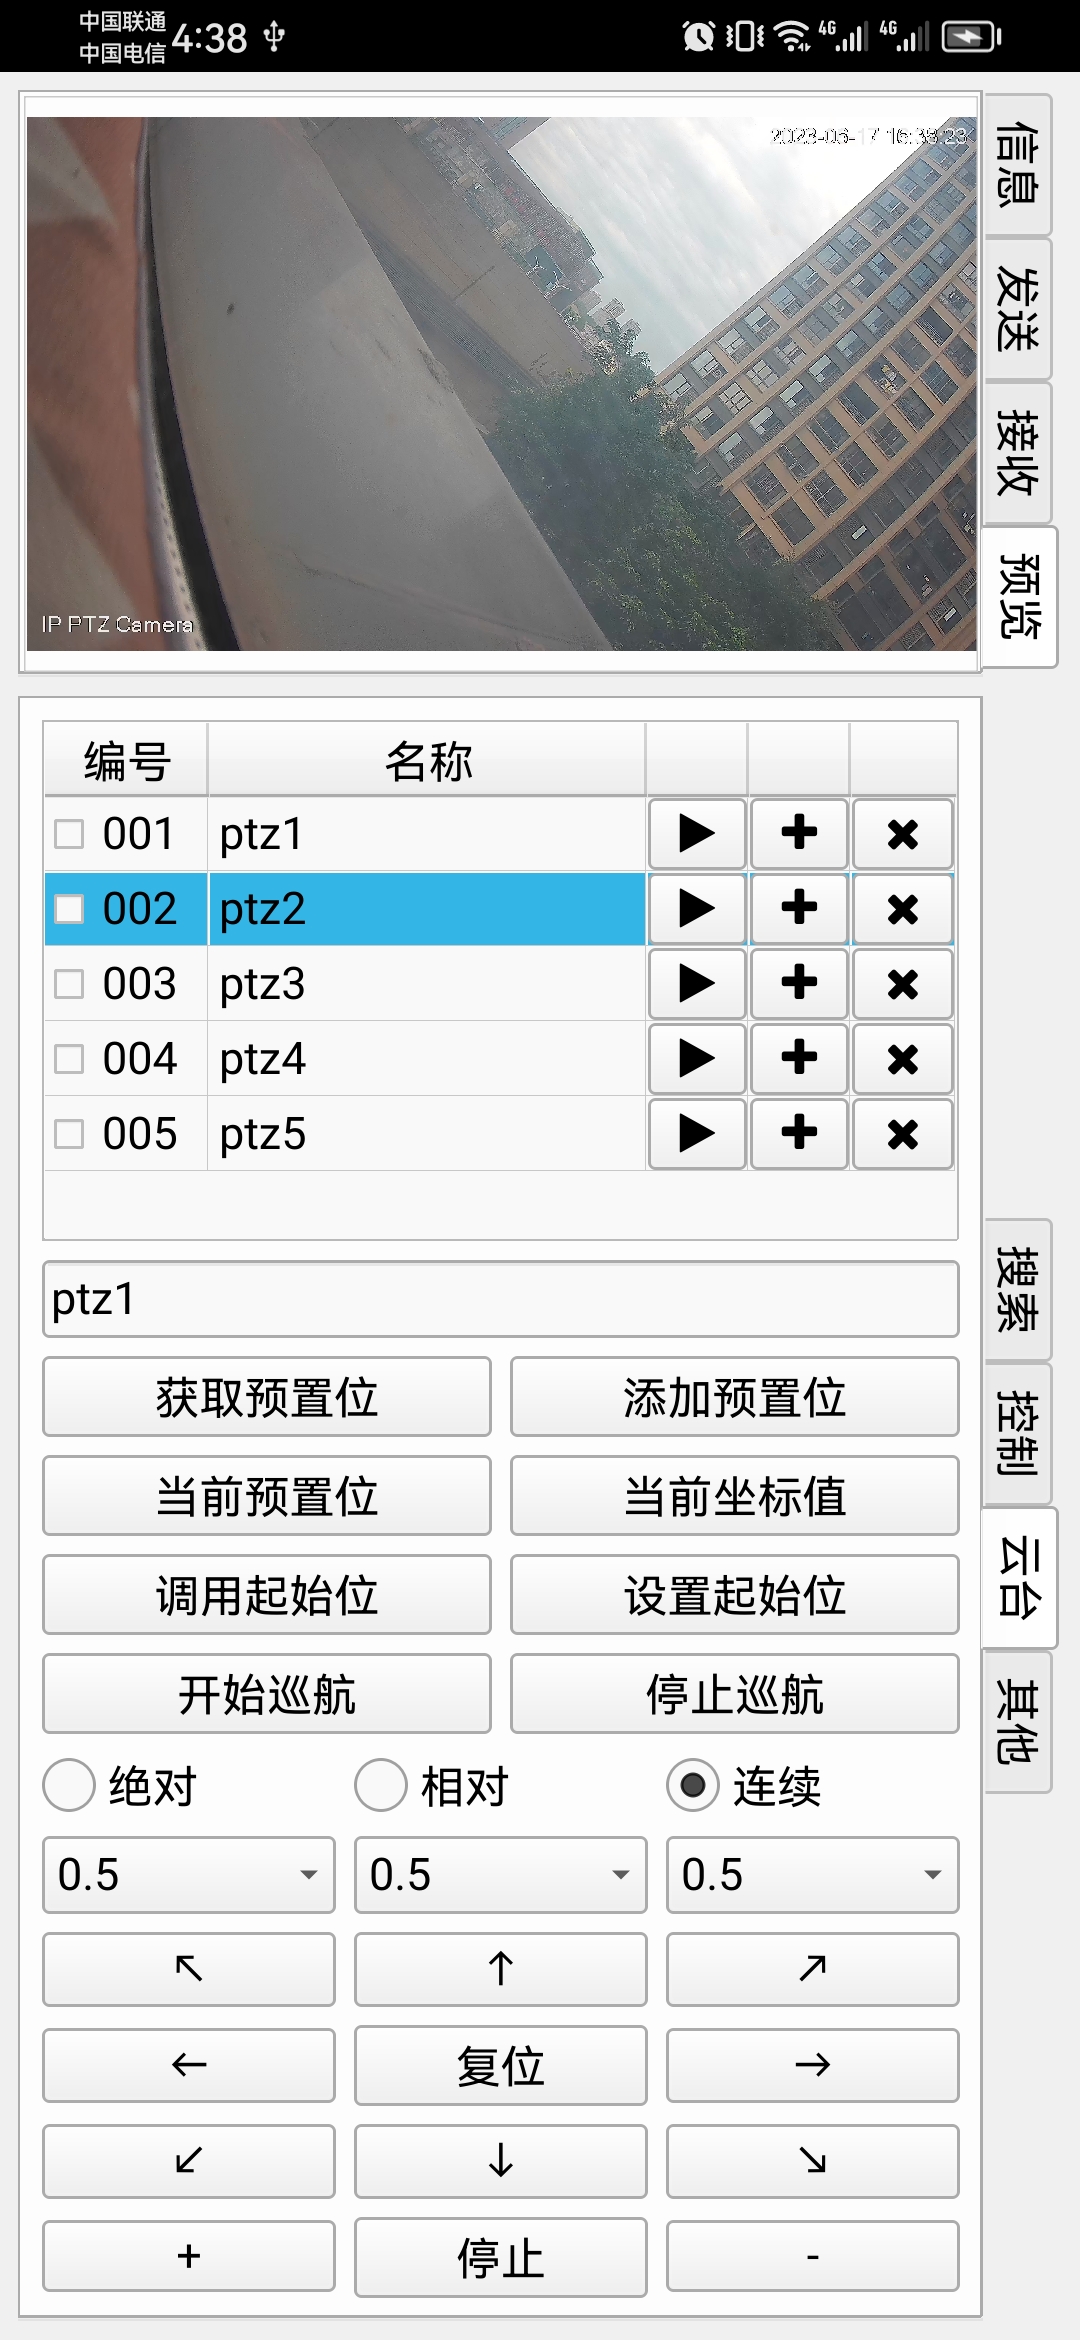 中国联通
中国电信
4:38
4G
4G
2023-05-17 16:38:23
IP PTZ Camera
信息
发送
接收
预览
编号 名称
001 ptz1
002 ptz2
003 ptz3
004 ptz4
005 ptz5
ptz1
获取预置位 添加预置位
当前预置位 当前坐标值
调用起始位 设置起始位
开始巡航 停止巡航
绝对 相对 连续
0.5 0.5 0.5
↖ ↑ ↗
← 复位 →
↙ ↓ ↘
+ 停止 -
搜索
控制
云台
其他